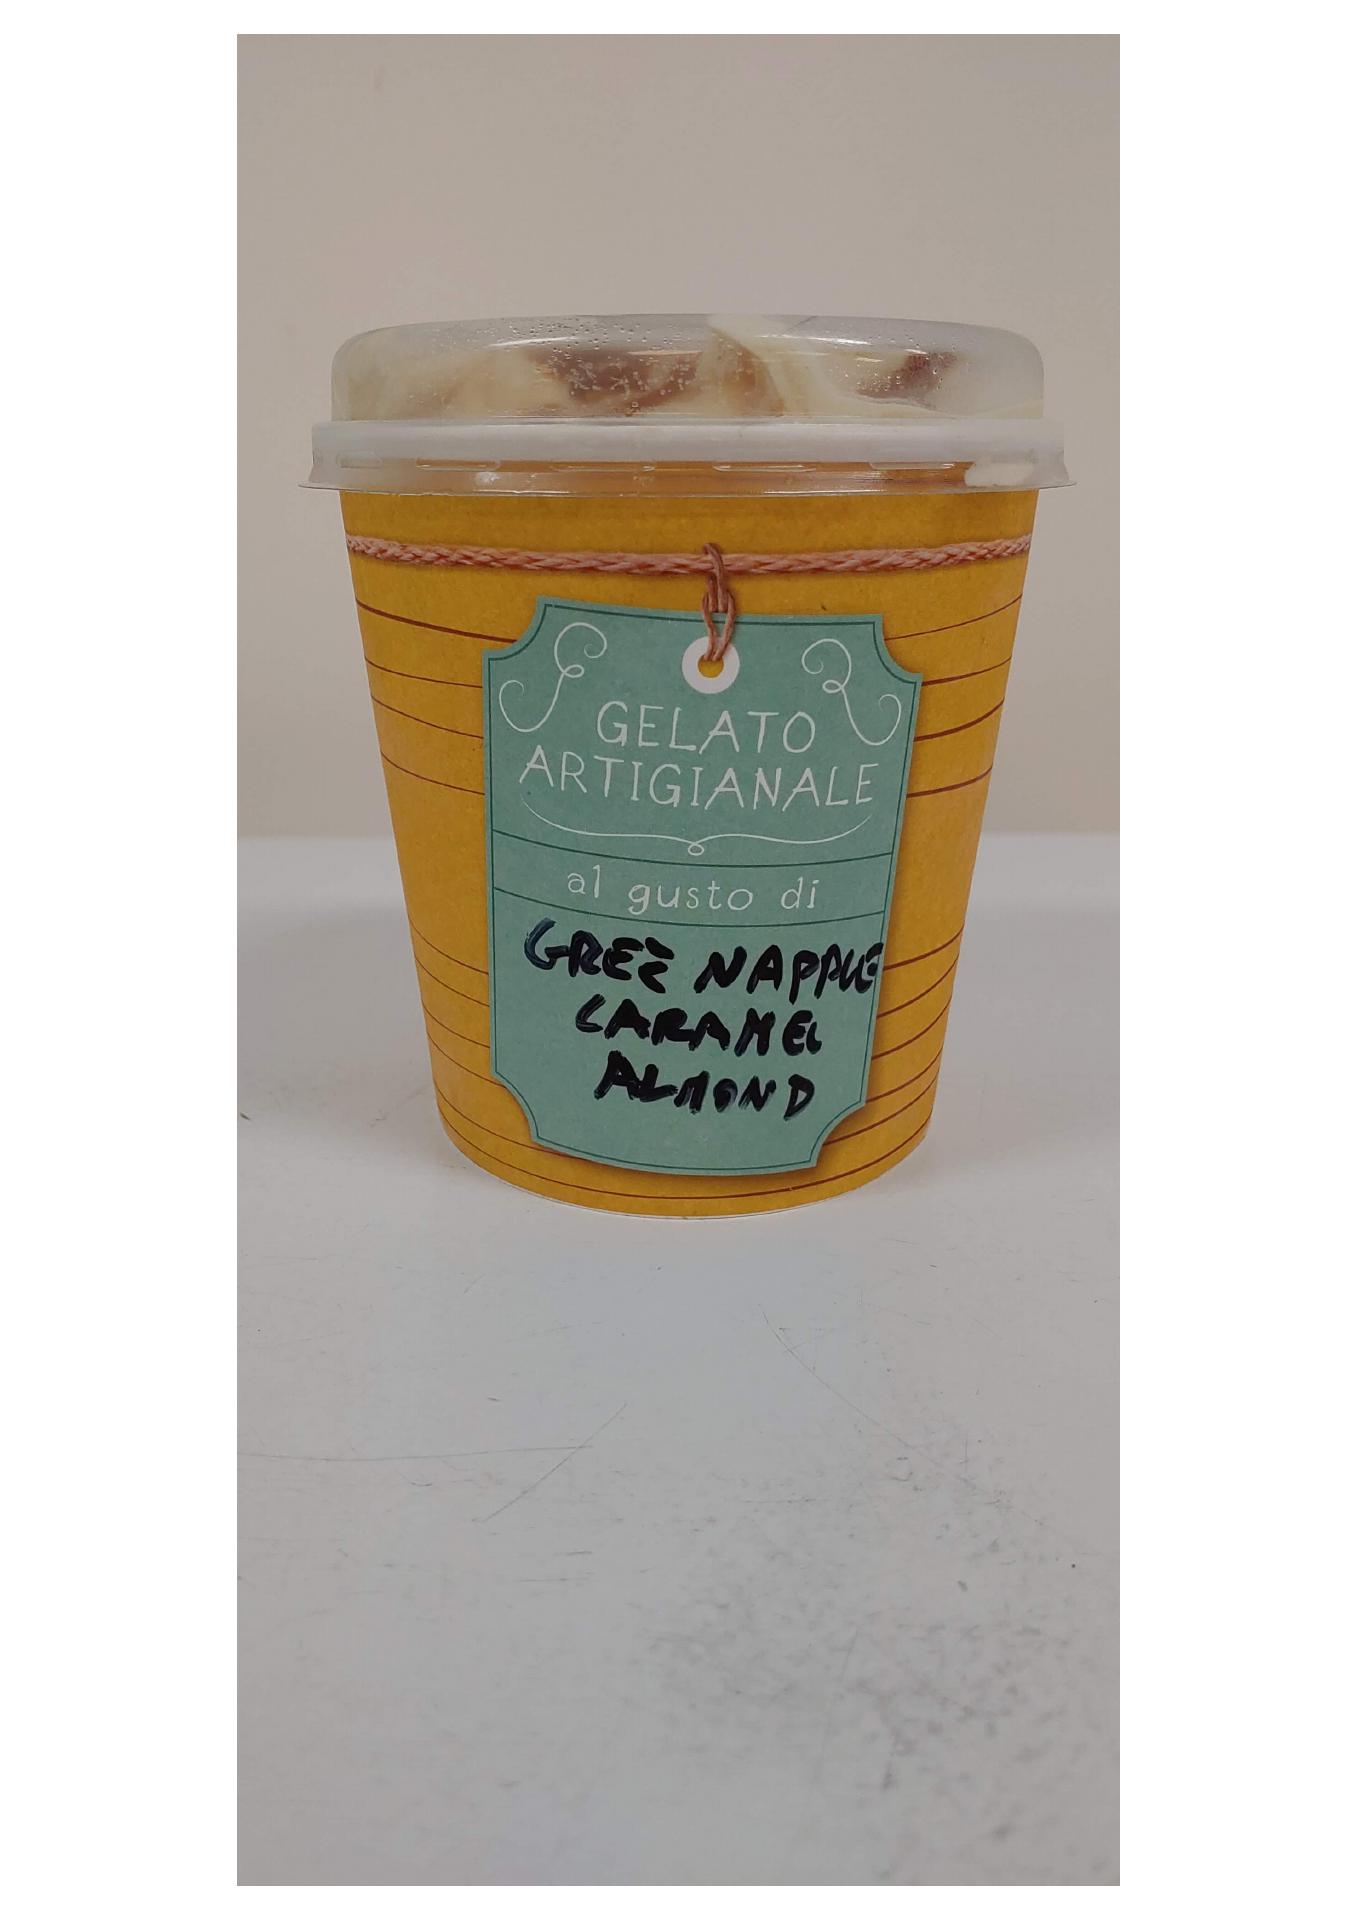 GELATO
ARTIGIANALE
al gusto di
GREE NAPPLE
CARAMEL
ALMOND